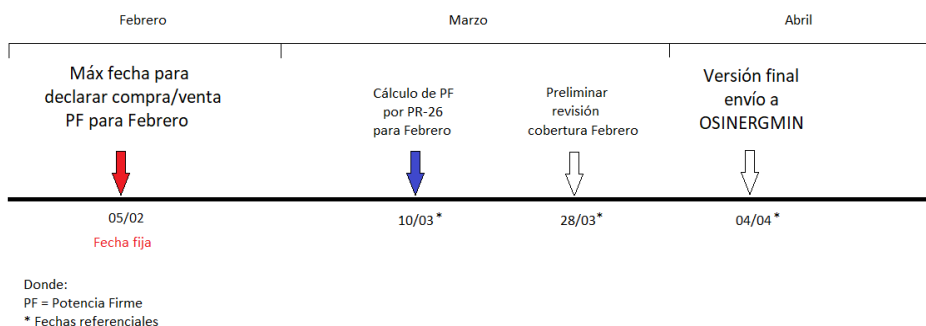 Febrero
Marzo
Abril
Máx fecha para
declarar compra/venta
PF para Febrero
Cálculo de PF
por PR-26
para Febrero
Preliminar
revisión
cobertura Febrero
Versión final
envío a
OSINERGMIN
05/02
Fecha fija
10/03*
28/03*
04/04*
Donde:
PF = Potencia Firme
* Fechas referenciales